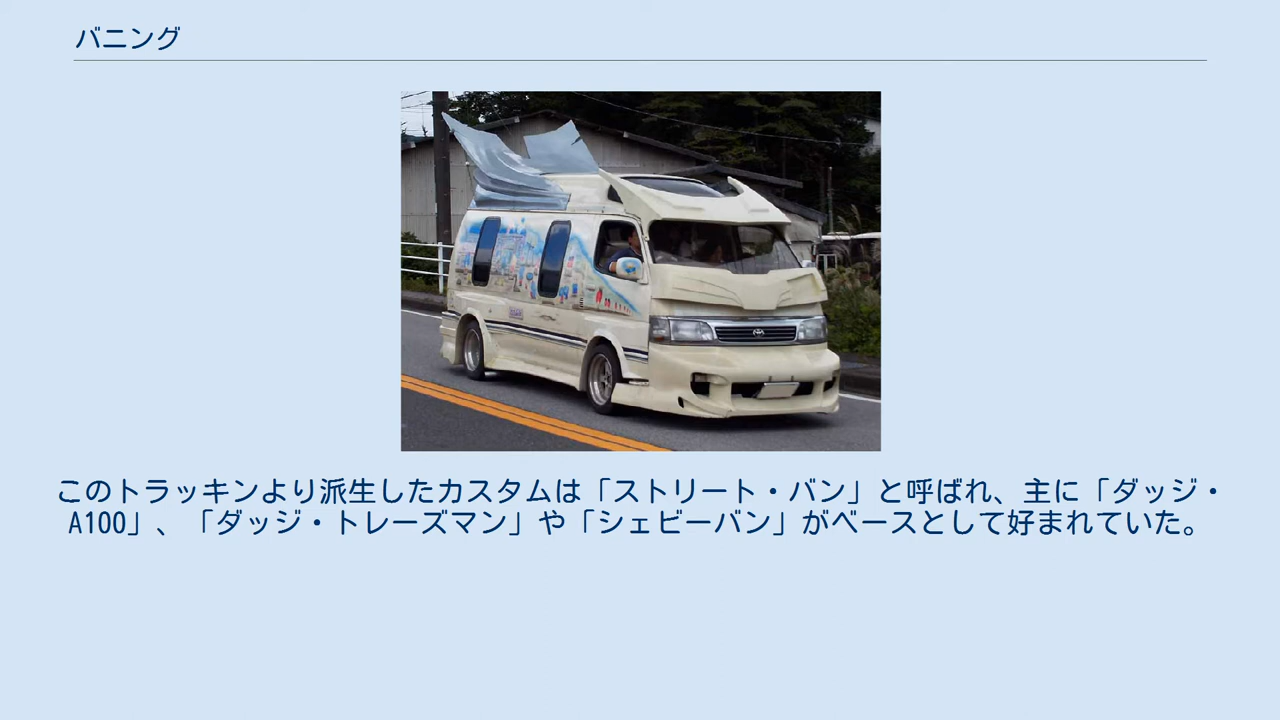 バニング
このトラッキンより派生したカスタムは「ストリート・バン」と呼ばれ、主に「ダッジ・
A100」、「ダッジ・トレーズマン」や「シェビーバン」がベースとして好まれていた。